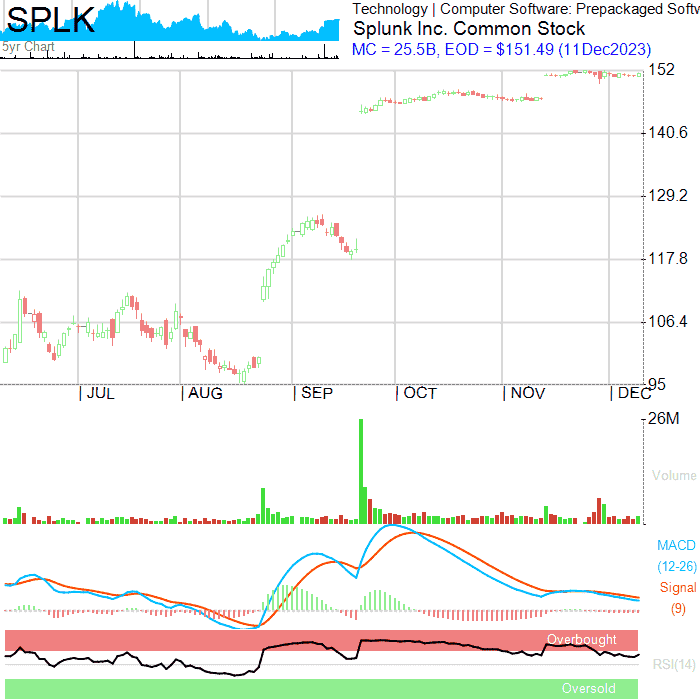 SPLK
5yr Chart
Technology | Computer Software: Prepackaged Softw
Splunk Inc. Common Stock
MC = 25.5B, EOD = $151.49 (11Dec2023)
152
140.6
129.2
117.8
106.4
95
| JUL | AUG | SEP | OCT | NOV | DEC
26M
Volume
MACD
(12-26)
Signal
(9)
Overbought
RSI(14)
Oversold